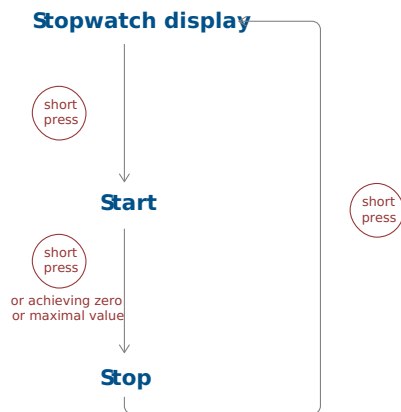 Stopwatch display
short
press
Start
short
press
short
press
or achieving zero
or maximal value
Stop